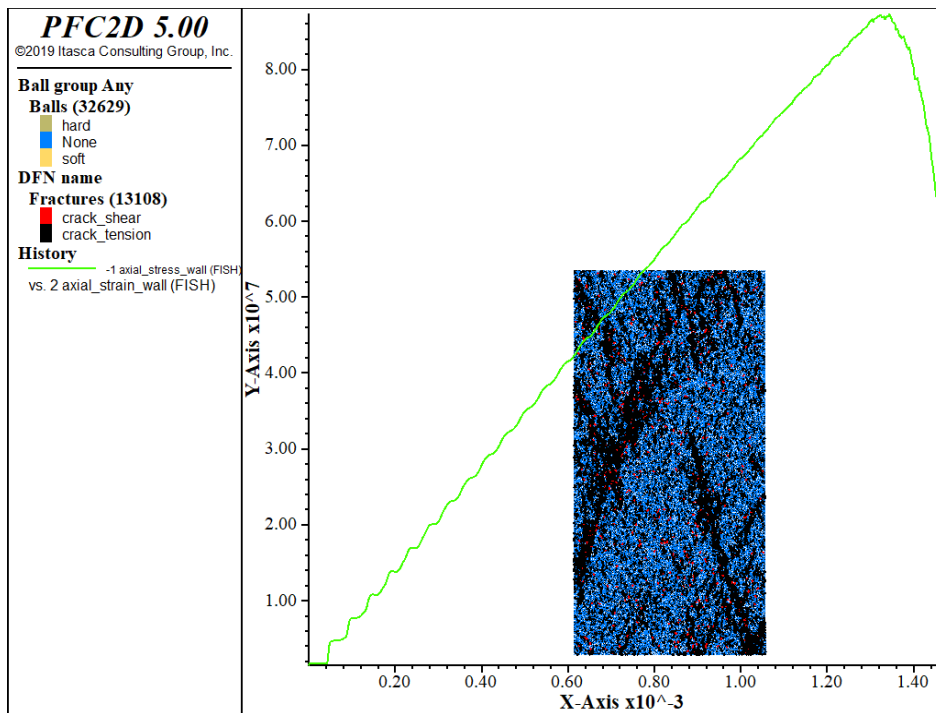 PFC2D 5.00
©2019 Itasca Consulting Group, Inc.
Ball group Any
Balls (32629)
hard
None
soft
DFN name
Fractures (13108)
crack_shear
crack_tension
History
-1 axial_stress_wall (FISH)
vs. 2 axial_strain_wall (FISH)
Y-Axis x10^7
8.00
7.00
6.00
5.00
4.00
3.00
2.00
1.00
0.20 0.40 0.60 0.80 1.00 1.20 1.40
X-Axis x10^-3